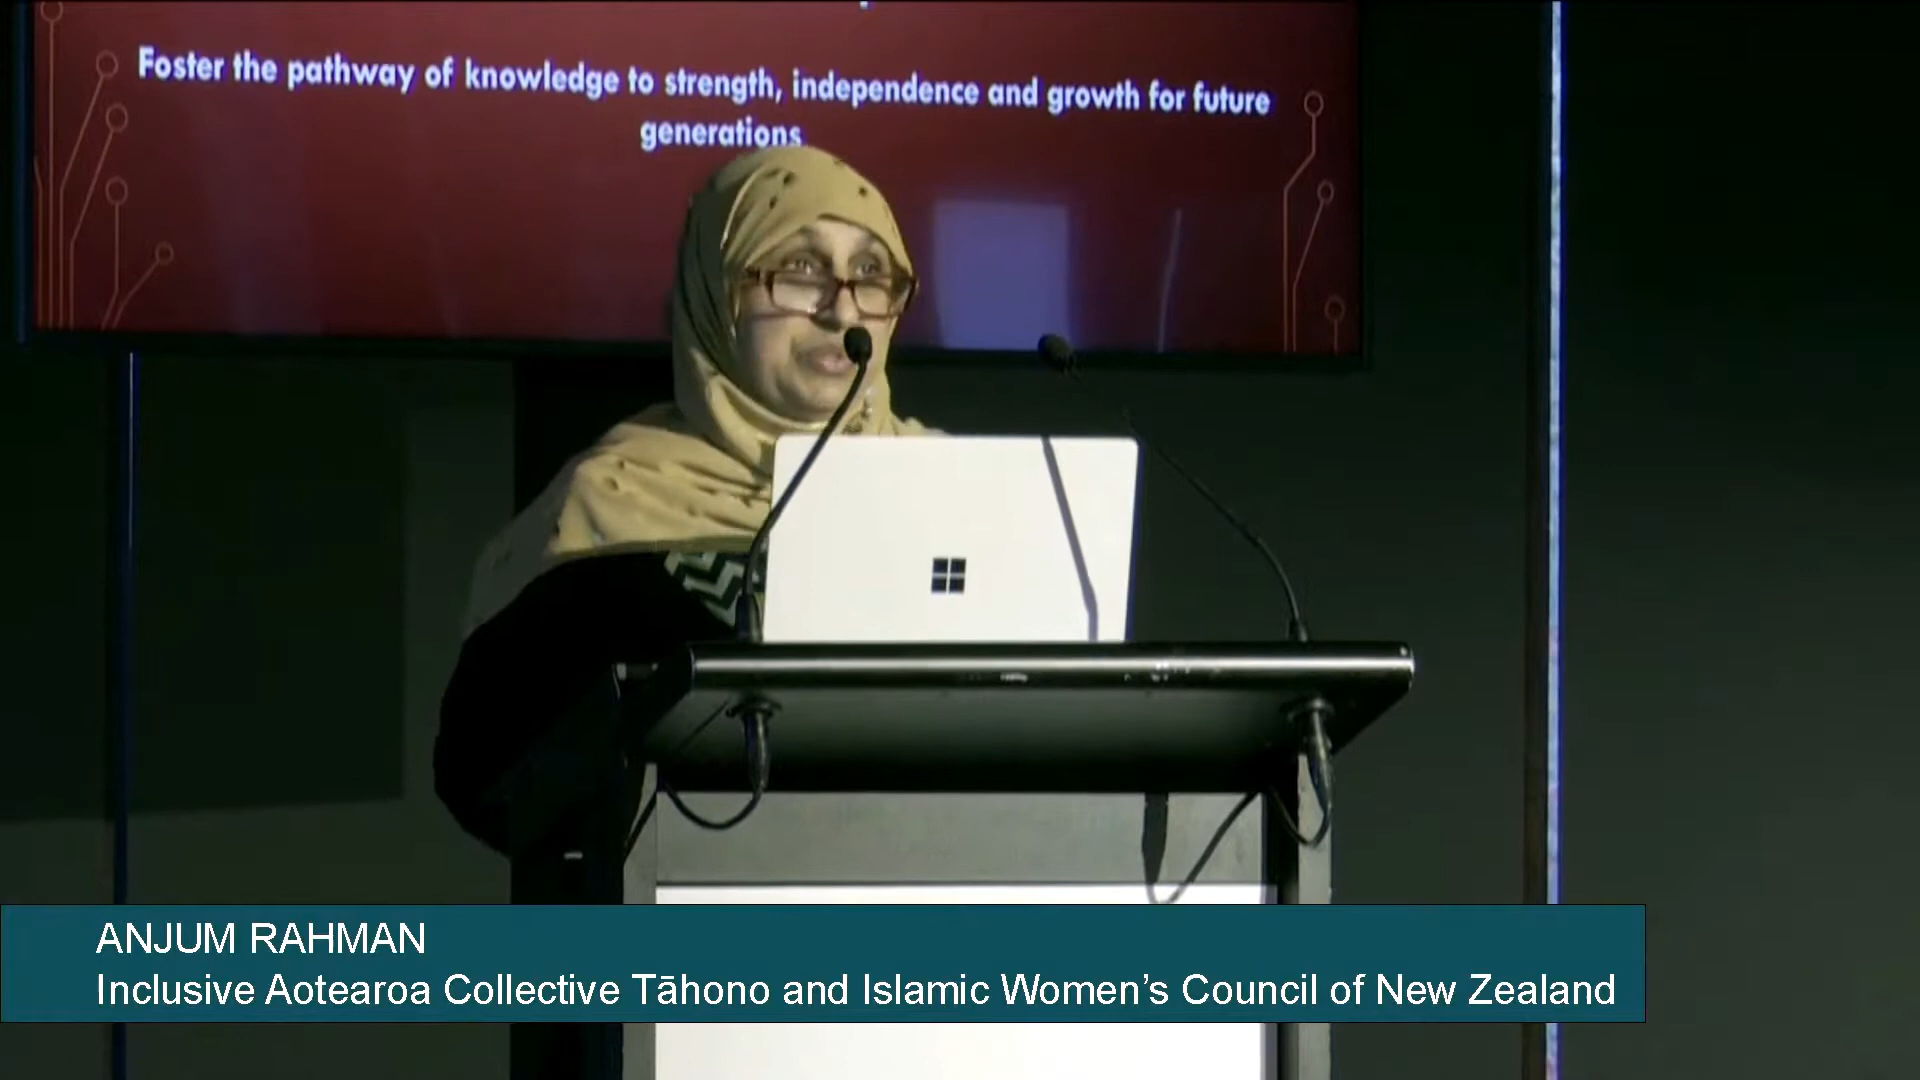 Foster the pathway of knowledge to strength, independence and growth for future
generations
ANJUM RAHMAN
Inclusive Aotearoa Collective Tāhono and Islamic Women’s Council of New Zealand